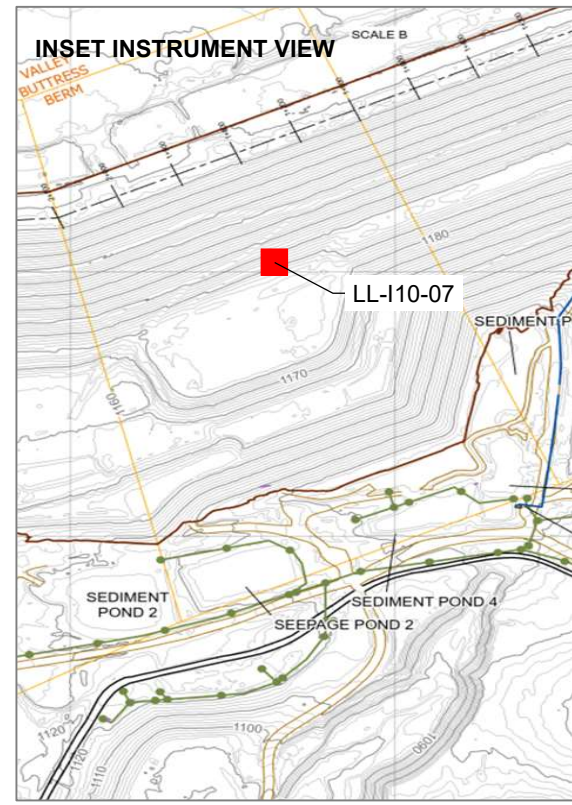 INSET INSTRUMENT VIEW
SCALE B
VALLEY
BUTTRESS
BERM
1180
LL-I10-07
SEDIMENT P
1170
1160
SEDIMENT
POND 2
SEDIMENT POND 4
SEEPAGE POND 2
1100
1120
1120
1110
1090